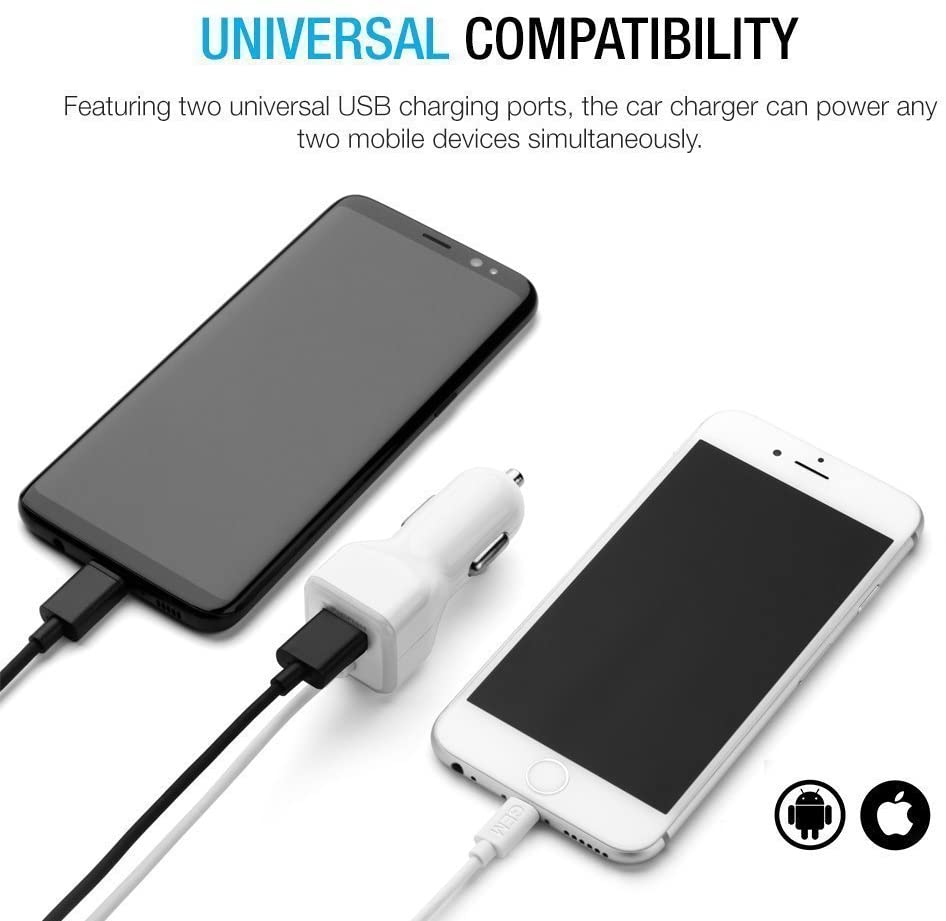 UNIVERSAL COMPATIBILITY
Featuring two universal USB charging ports, the car charger can power any
two mobile devices simultaneously.
GEM